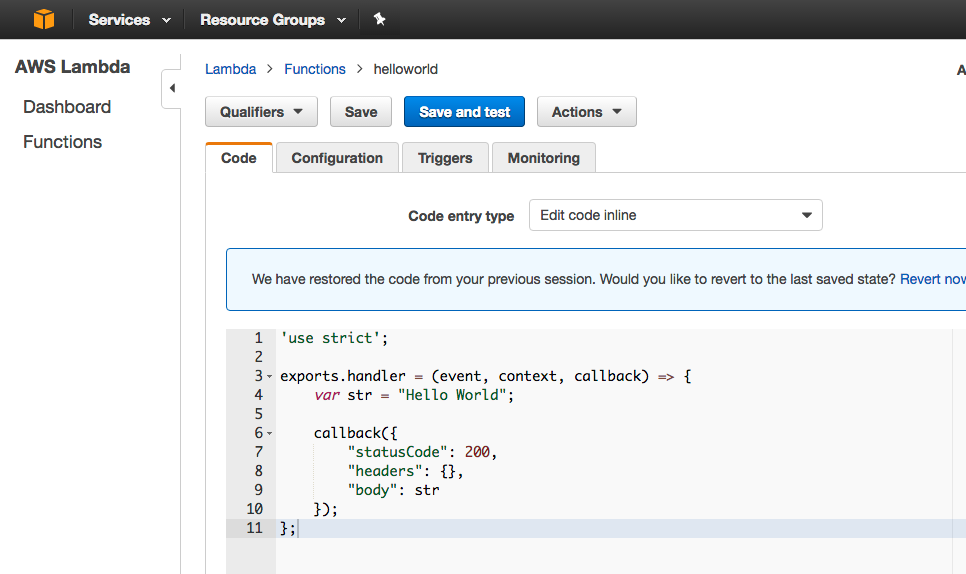 Services Resource Groups
AWS Lambda
Dashboard
Functions
Lambda > Functions > helloworld
A
Qualifiers Save Save and test Actions
Code Configuration Triggers Monitoring
Code entry type Edit code inline
We have restored the code from your previous session. Would you like to revert to the last saved state? Revert now
1 'use strict';
2
3 exports.handler = (event, context, callback) => {
4 var str = "Hello World";
5
6 callback({
7 "statusCode": 200,
8 "headers": {},
9 "body": str
10 });
11 };